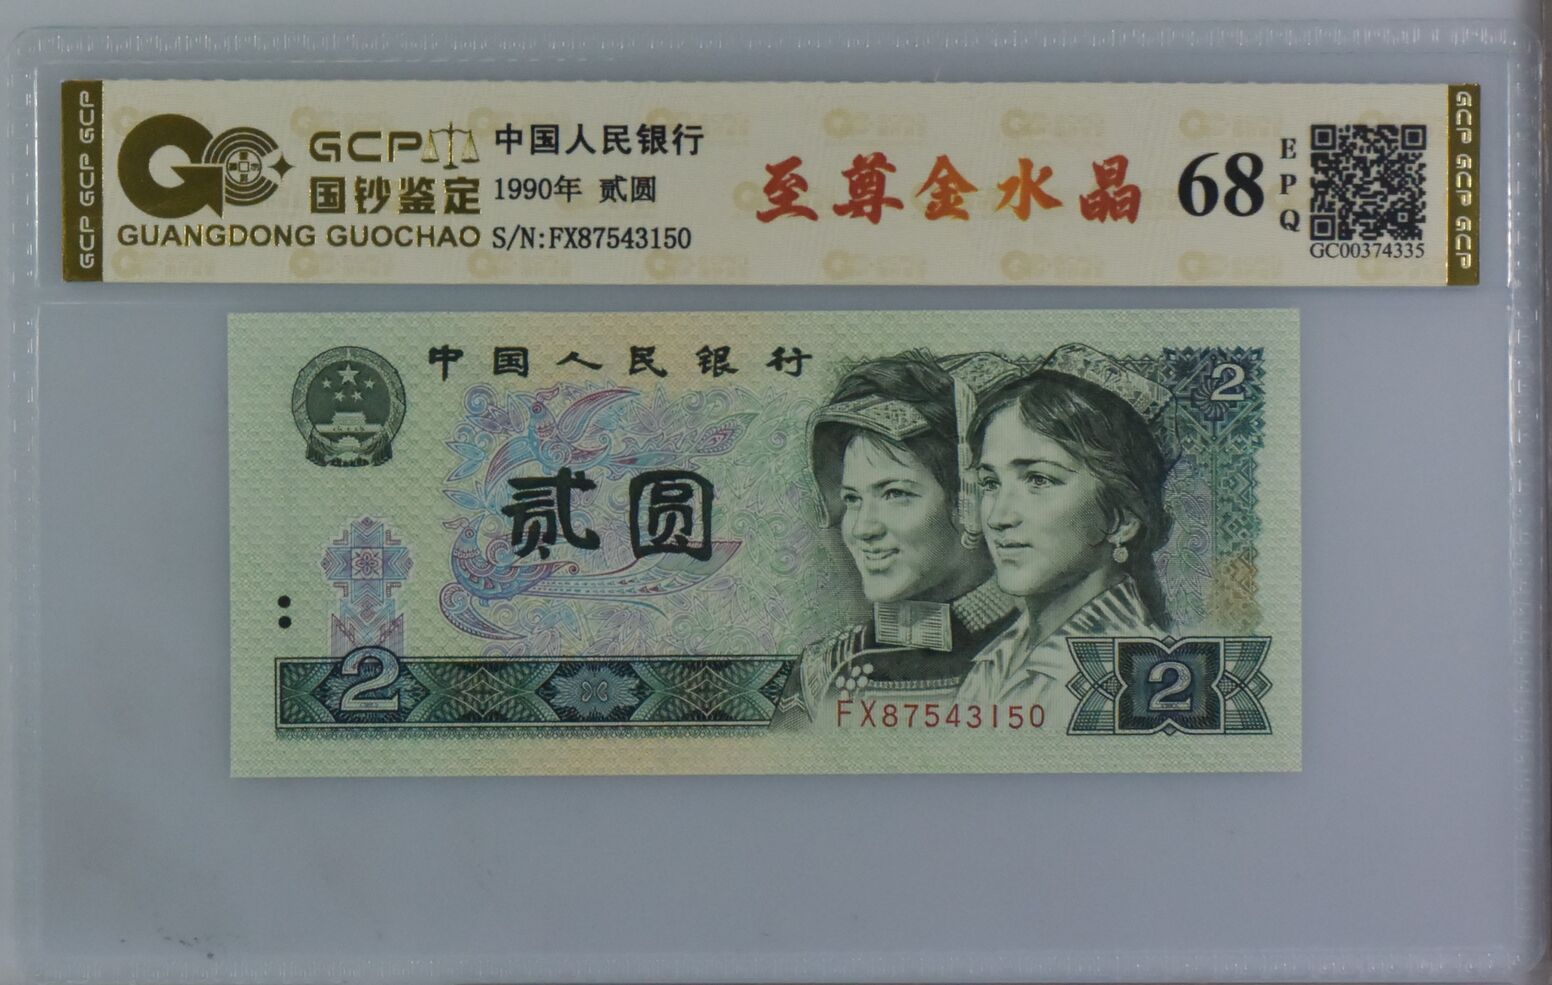 GCP GCP GCP
GCP
国钞鉴定
GUANGDONG GUOCHAO
中国人民银行
1990年 贰圆
S/N:FX87543150
至尊金水晶
68
EPQ
GC00374335
GCP GCP GCP
中国人民银行
2
贰圆
2
FX87543150
2